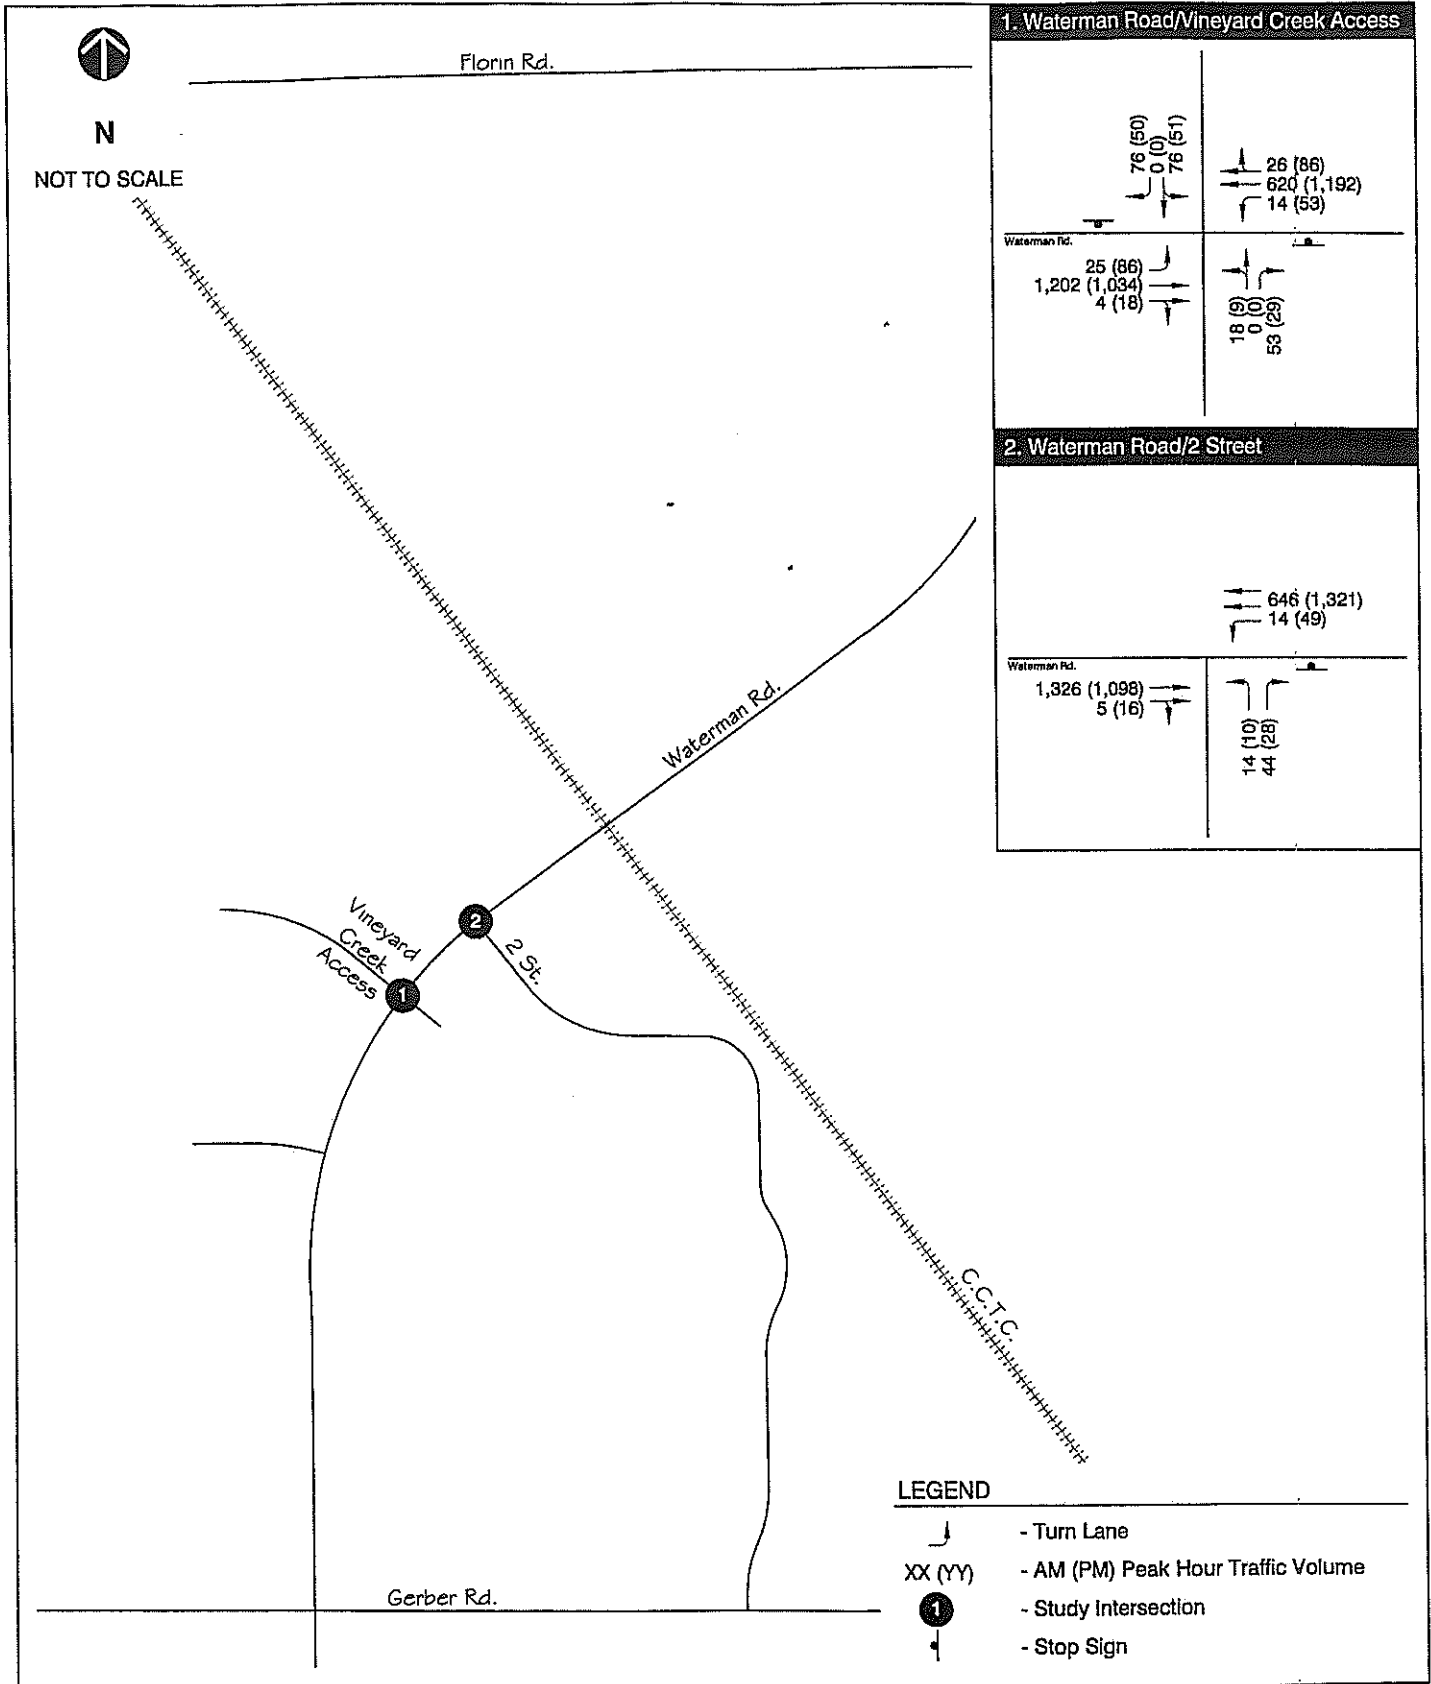 N
NOT TO SCALE
Florin Rd.
1. Waterman Road/Vineyard Creek Access
76 (50)
0 (0)
76 (51)
26 (86)
620 (1,192)
14 (53)
Waterman Rd.
25 (86)
1,202 (1,034)
4 (18)
18 (9)
0 (0)
53 (29)
2. Waterman Road/2 Street
646 (1,321)
14 (49)
Waterman Rd.
1,326 (1,098)
5 (16)
14 (10)
44 (28)
Waterman Rd.
Vineyard
Creek
Access
1
2
2 St.
C.C.T.C.
Gerber Rd.
LEGEND
- Turn Lane
XX (YY) - AM (PM) Peak Hour Traffic Volume
1 - Study Intersection
- Stop Sign